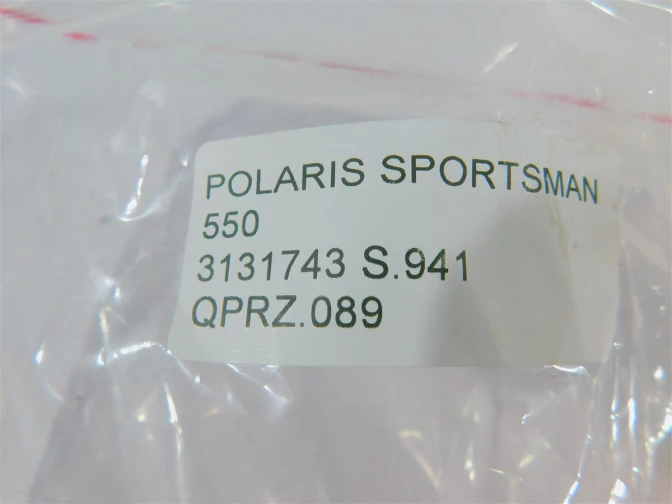 POLARIS SPORTSMAN
550
3131743 S.941
QPRZ.089